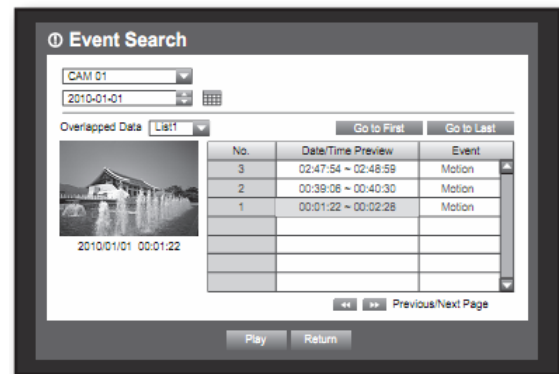 Event Search
CAM 01
2010-01-01
Overlapped Data List1
Go to First Go to Last
No. Date/Time Preview Event
3 02:47:54 ~ 02:48:59 Motion
2 00:39:06 ~ 00:40:30 Motion
1 00:01:22 ~ 00:02:28 Motion
2010/01/01 00:01:22
Previous/Next Page
Play Return